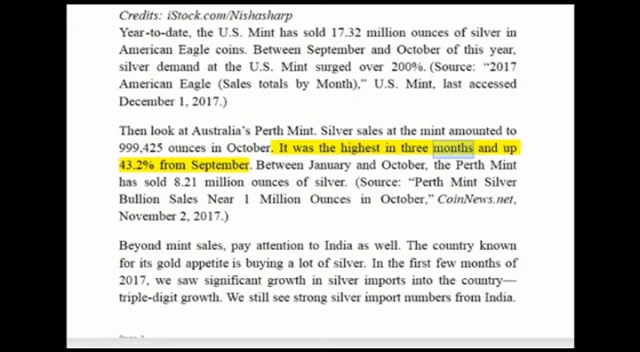 Credits: iStock.com/Nishasharp
Year-to-date, the U.S. Mint has sold 17.32 million ounces of silver in
American Eagle coins. Between September and October of this year,
silver demand at the U.S. Mint surged over 200%. (Source: “2017
American Eagle (Sales totals by Month),” U.S. Mint, last accessed
December 1, 2017.)
Then look at Australia’s Perth Mint. Silver sales at the mint amounted to
999,425 ounces in October. It was the highest in three months and up
43.2% from September. Between January and October, the Perth Mint
has sold 8.21 million ounces of silver. (Source: “Perth Mint Silver
Bullion Sales Near 1 Million Ounces in October,” CoinNews.net,
November 2, 2017.)
Beyond mint sales, pay attention to India as well. The country known
for its gold appetite is buying a lot of silver. In the first few months of
2017, we saw significant growth in silver imports into the country—
triple-digit growth. We still see strong silver import numbers from India.